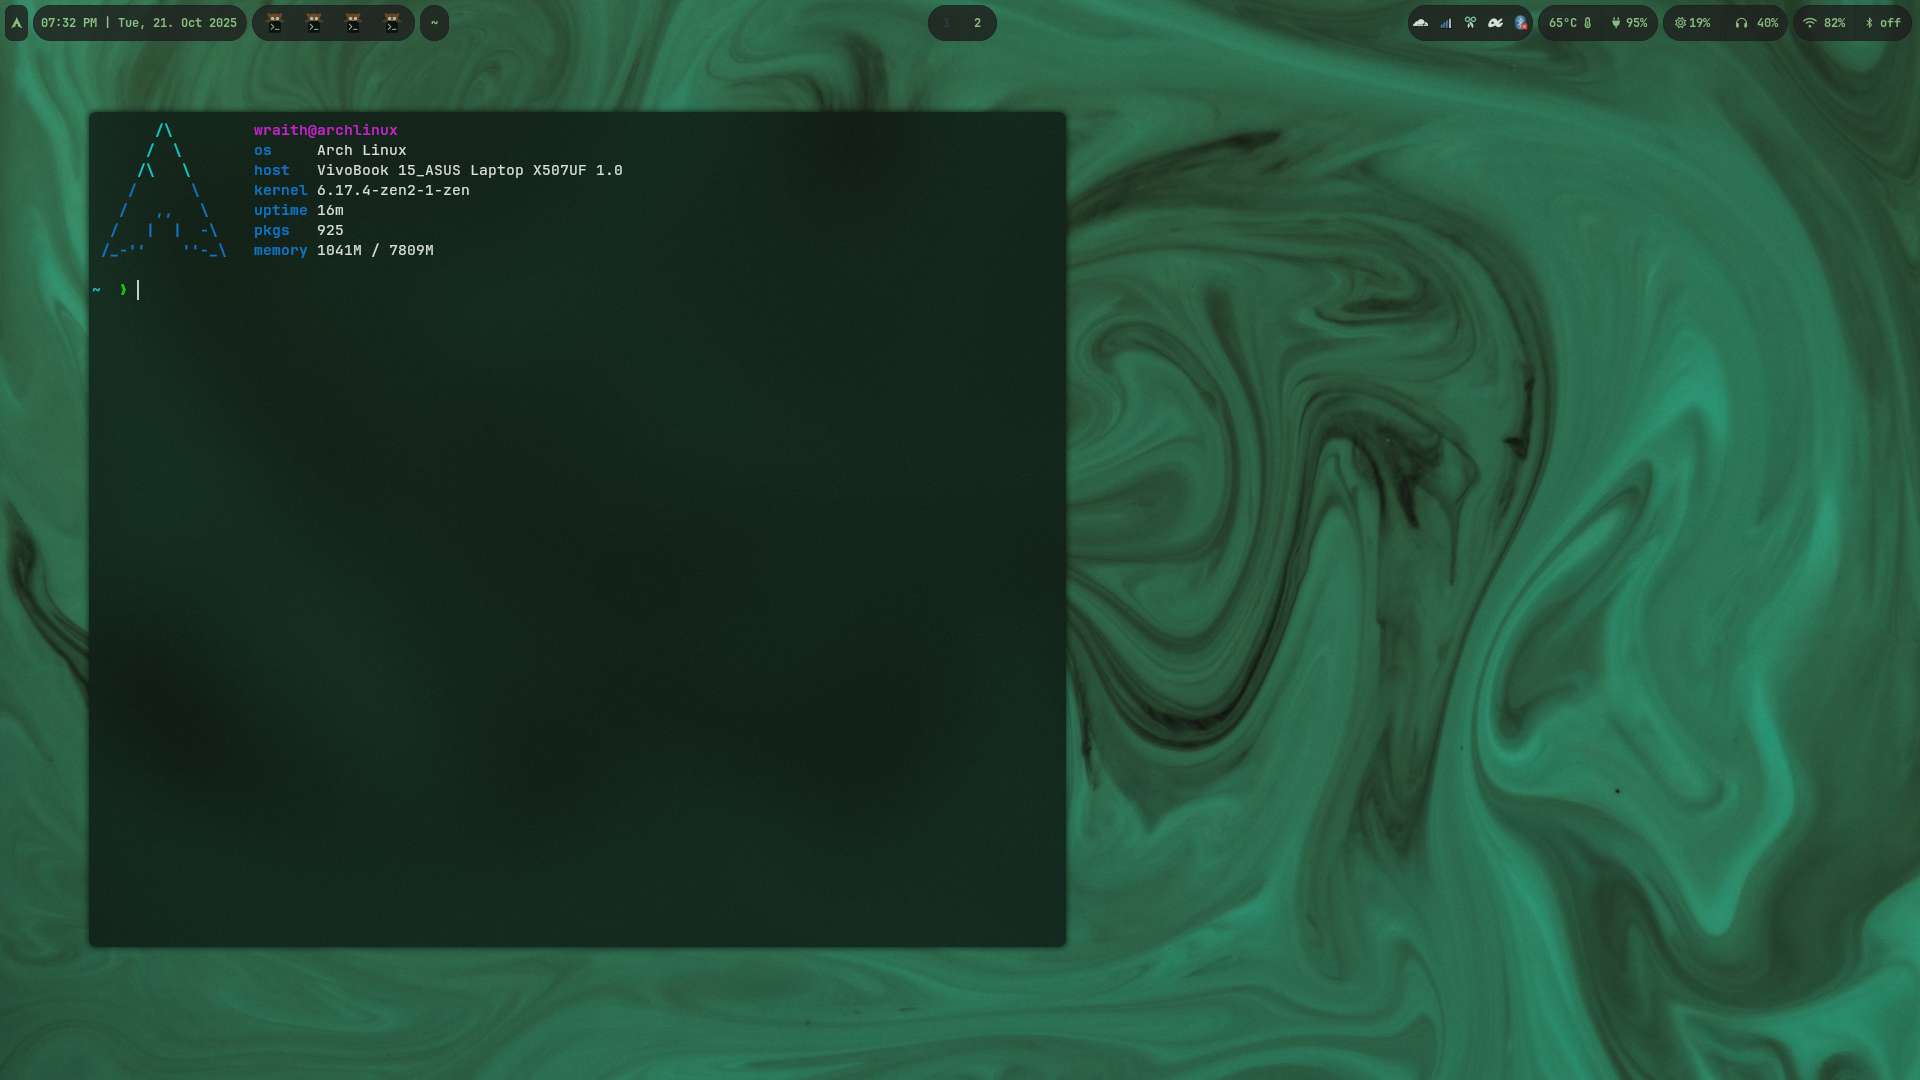 07:32 PM | Tue, 21. Oct 2025 ~ 1 2 65°C 95% 19% 40% 82% off
wraith@archlinux
os Arch Linux
host VivoBook 15_ASUS Laptop X507UF 1.0
kernel 6.17.4-zen2-1-zen
uptime 16m
pkgs 925
memory 1041M / 7809M
~ ❯